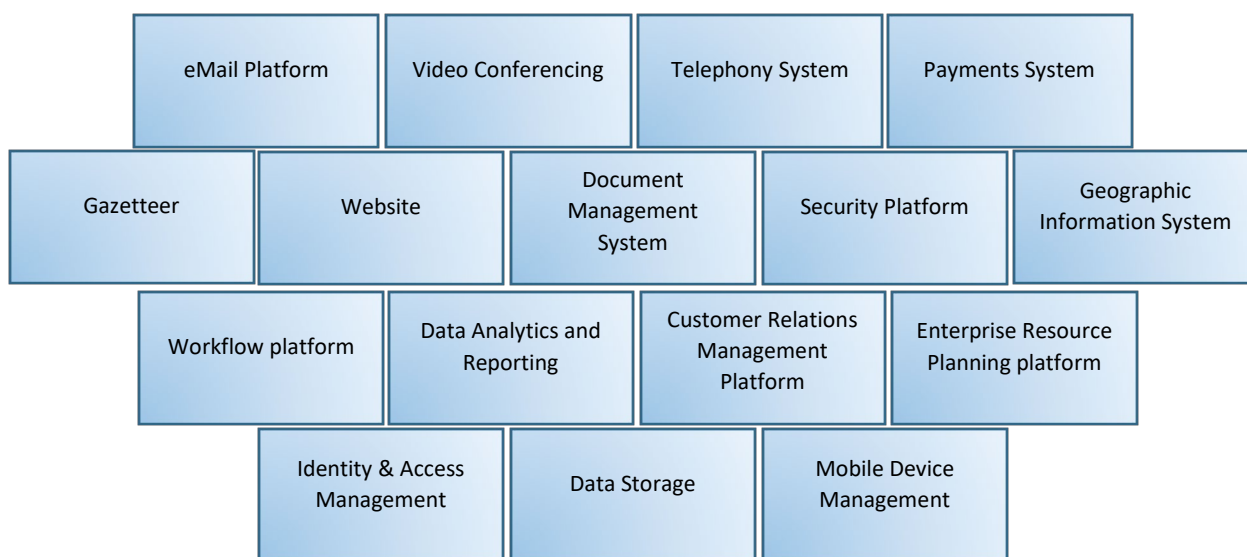 eMail Platform
Video Conferencing
Telephony System
Payments System
Gazetteer
Website
Document
Management
System
Security Platform
Geographic
Information System
Workflow platform
Data Analytics and
Reporting
Customer Relations
Management
Platform
Enterprise Resource
Planning platform
Identity & Access
Management
Data Storage
Mobile Device
Management